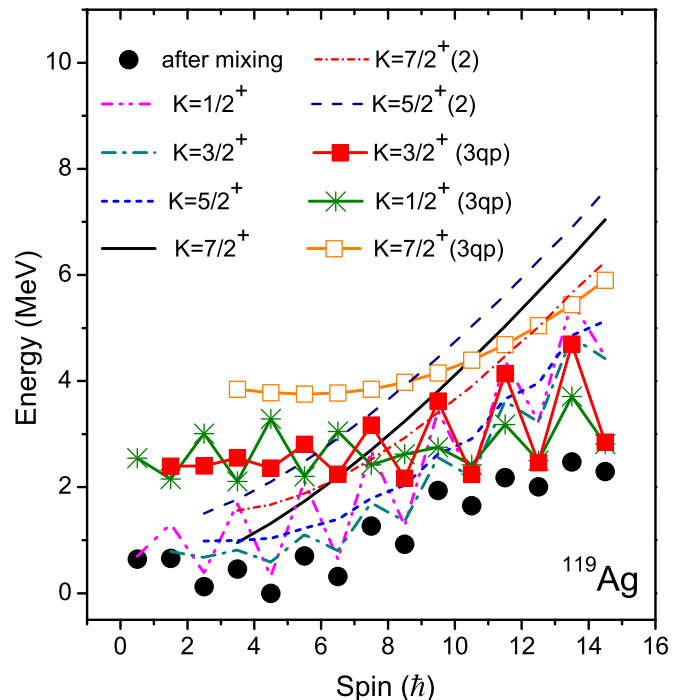 10
8
6
4
2
0
Energy (MeV)
after mixing
K=1/2⁺
K=3/2⁺
K=5/2⁺
K=7/2⁺
K=7/2⁺(2)
K=5/2⁺(2)
K=3/2⁺ (3qp)
K=1/2⁺ (3qp)
K=7/2⁺(3qp)
¹¹⁹Ag
0 2 4 6 8 10 12 14 16
Spin (ℏ)